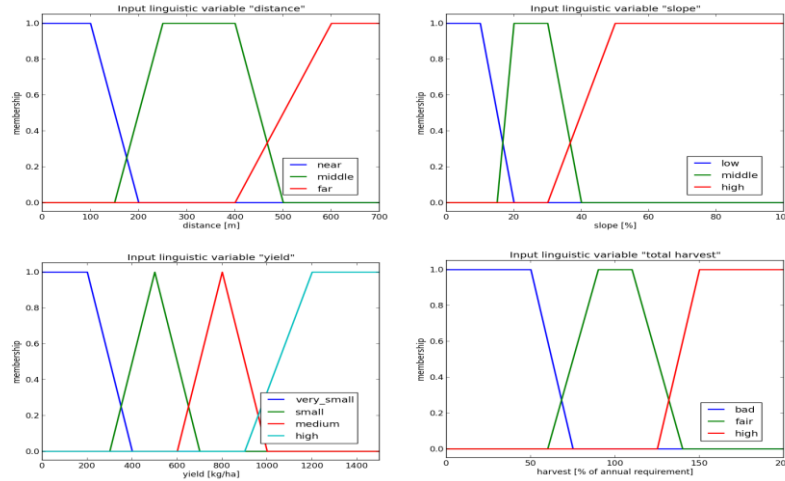 Input linguistic variable "distance"
membership
1.0
0.8
0.6
0.4
0.2
0.0
near
middle
far
0 100 200 300 400 500 600 700
distance [m]
Input linguistic variable "slope"
membership
1.0
0.8
0.6
0.4
0.2
0.0
low
middle
high
0 20 40 60 80 100
slope [%]
Input linguistic variable "yield"
membership
1.0
0.8
0.6
0.4
0.2
0.0
very_small
small
medium
high
0 200 400 600 800 1000 1200 1400
yield [kg/ha]
Input linguistic variable "total harvest"
membership
1.0
0.8
0.6
0.4
0.2
0.0
bad
fair
high
0 50 100 150 200
harvest [% of annual requirement]